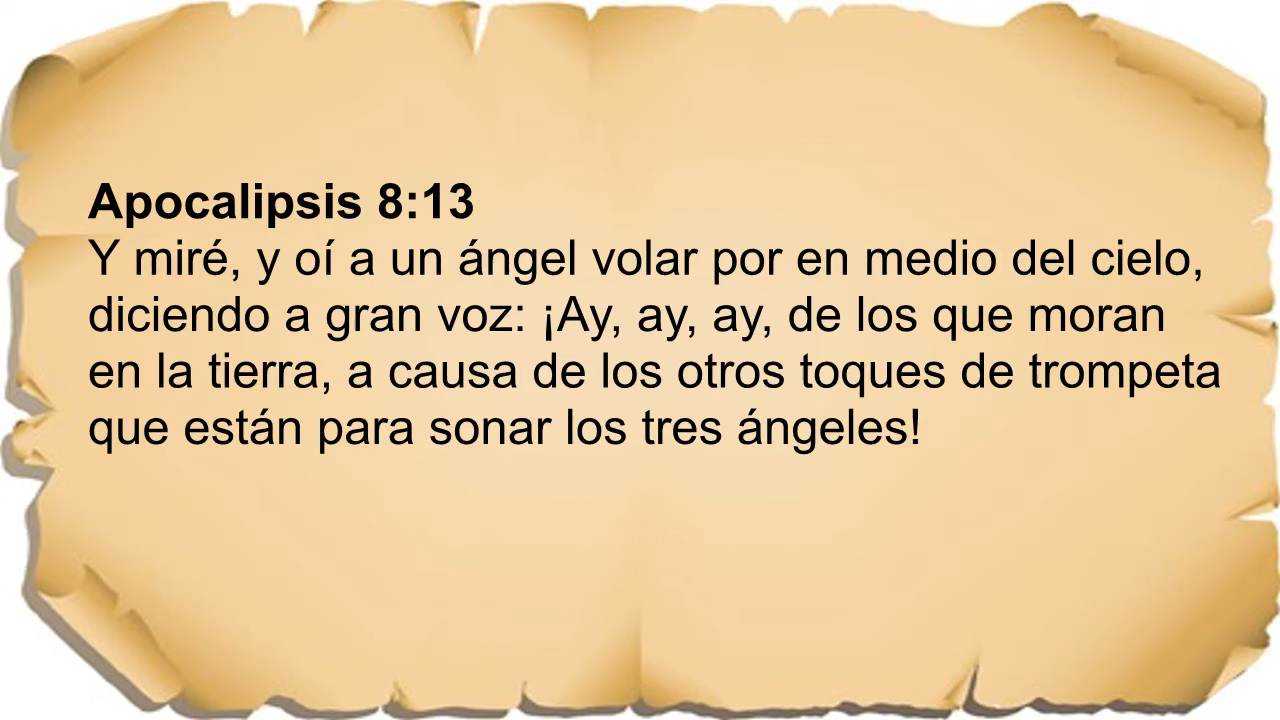 Apocalipsis 8:13
Y miré, y oí a un ángel volar por en medio del cielo,
diciendo a gran voz: ¡Ay, ay, ay, de los que moran
en la tierra, a causa de los otros toques de trompeta
que están para sonar los tres ángeles!